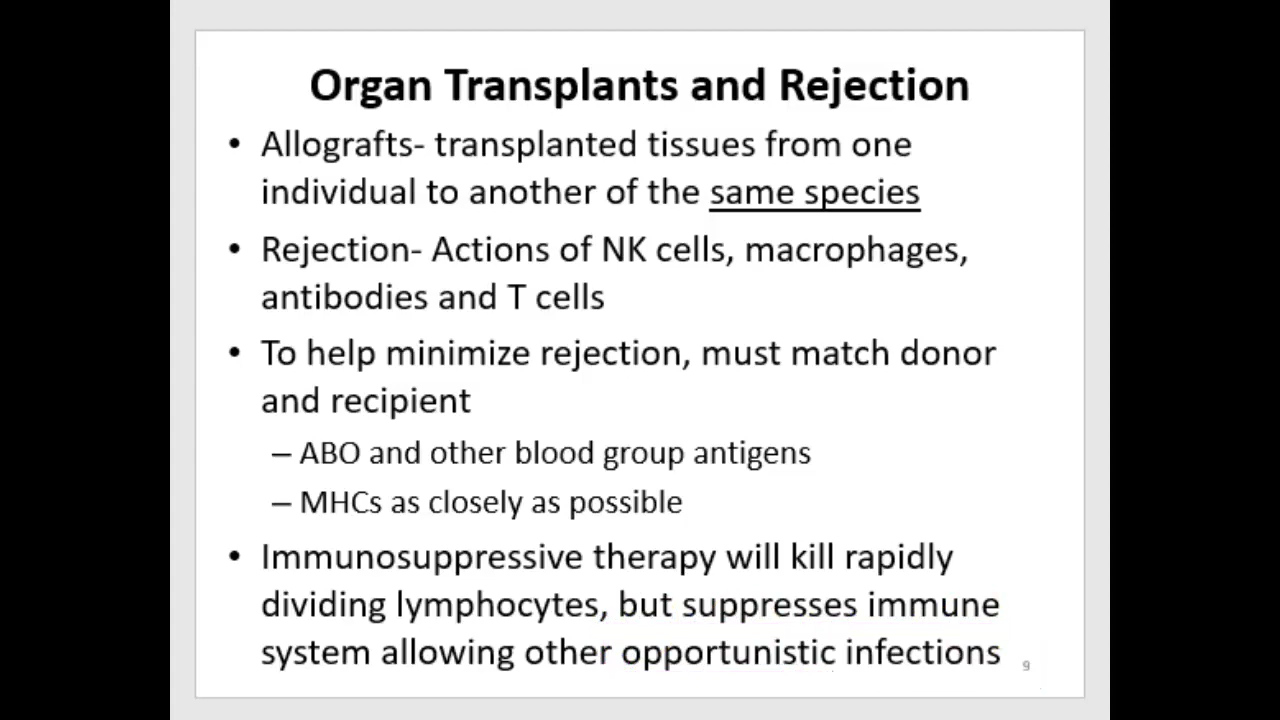 Organ Transplants and Rejection
• Allografts- transplanted tissues from one
individual to another of the same species
• Rejection- Actions of NK cells, macrophages,
antibodies and T cells
• To help minimize rejection, must match donor
and recipient
– ABO and other blood group antigens
– MHCs as closely as possible
• Immunosuppressive therapy will kill rapidly
dividing lymphocytes, but suppresses immune
system allowing other opportunistic infections
9